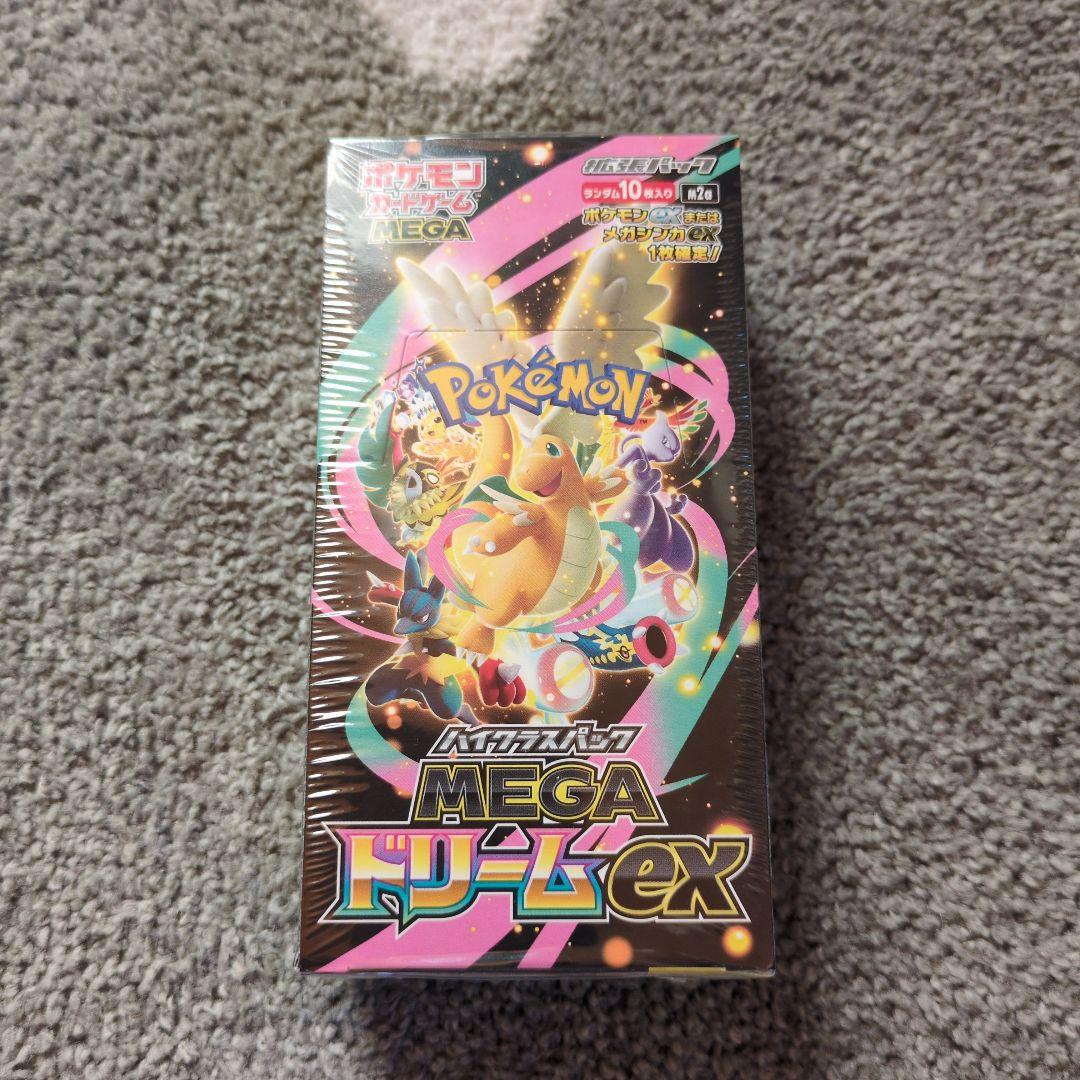 ポケモン
カードゲーム
MEGA
拡張パック
ランダム10枚入り M2a
ポケモンexまたは
メガシンカex
1枚確定!
POKéMON
TM
ハイクラスパック
MEGA
ドリームex